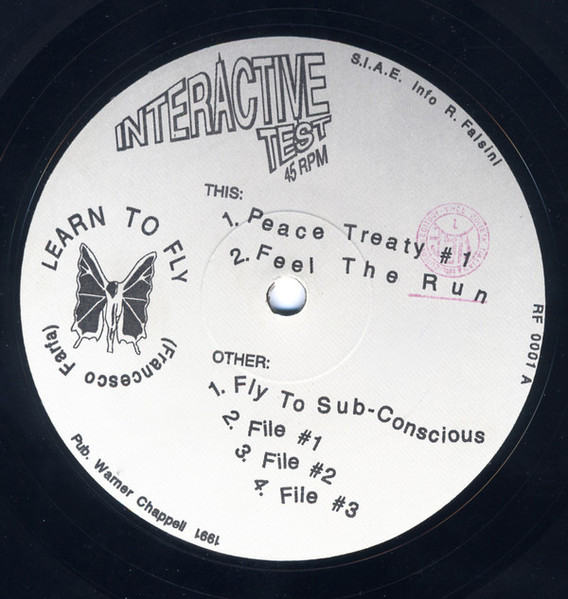 INTERACTIVE
TEST
45 RPM
S.I.A.E. Info R. Falsini
LEARN TO FLY
(Francesco Farfa)
THIS:
1. Peace Treaty #1
2. Feel The Run
RF 0001 A
OTHER:
1. Fly To Sub-Conscious
2. File #1
3. File #2
4. File #3
Pub. Warner Chappell 1991